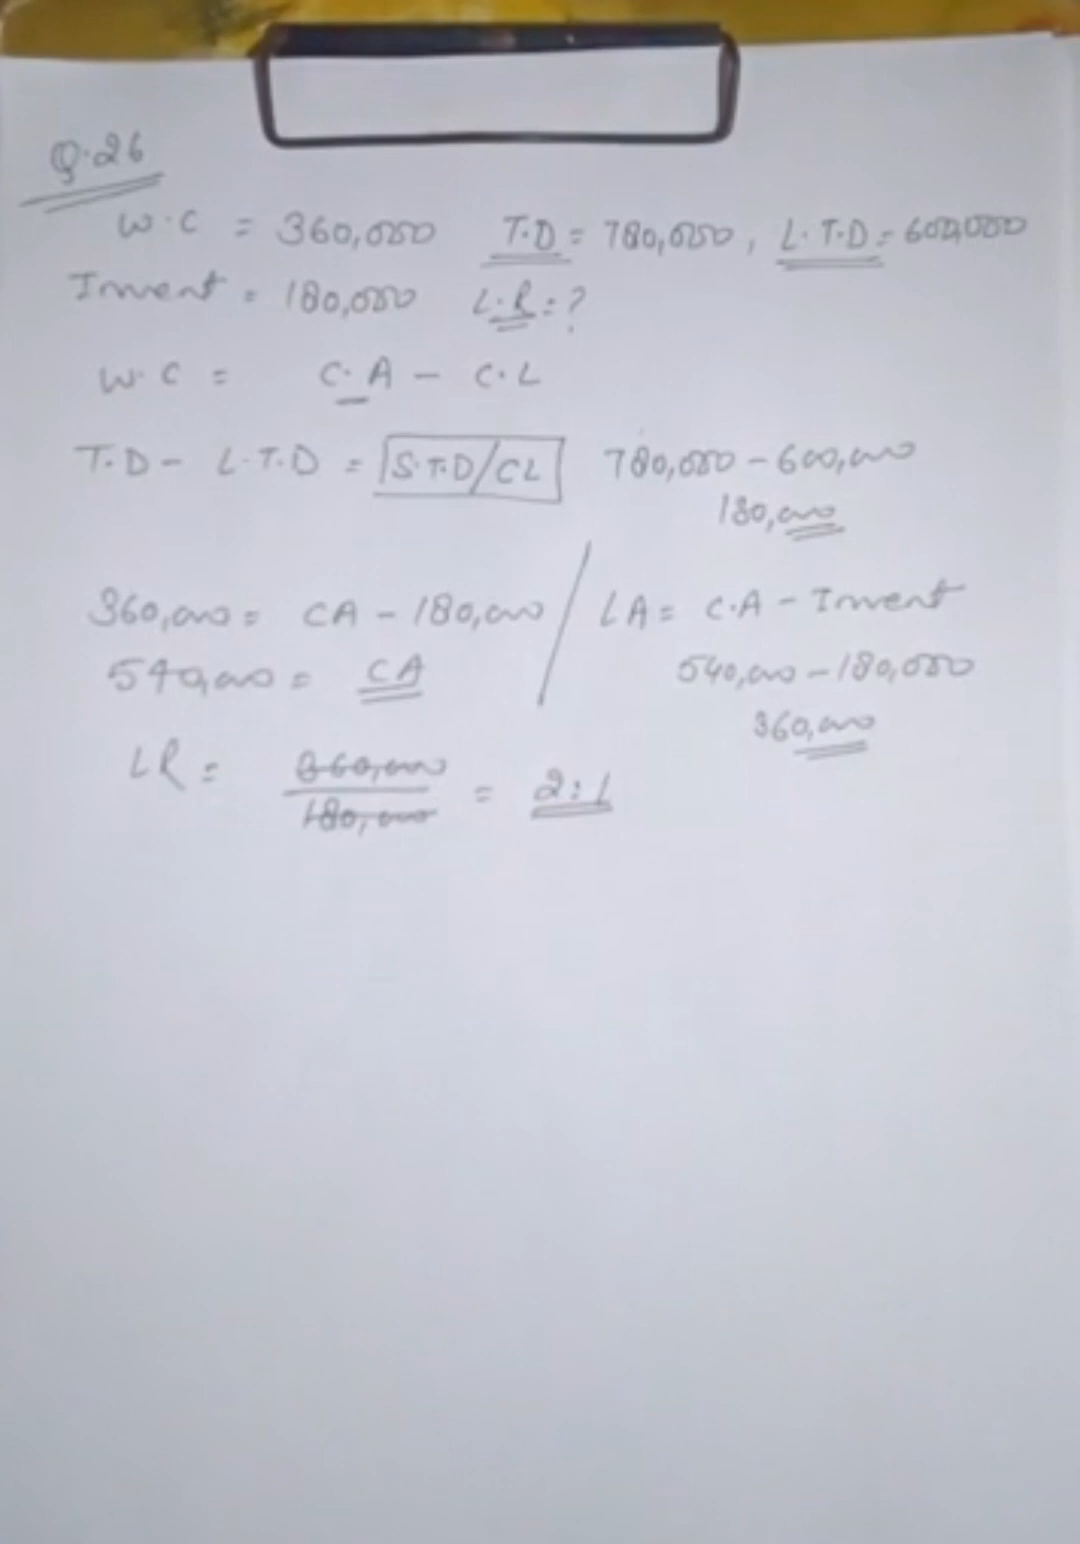 Q.26
W.C = 360,000 T.D = 780,000, L.T.D = 600,000
Invent = 180,000 L.R = ?
W.C = C.A - C.L
T.D - L.T.D = S.T.D/CL 780,000 - 600,000
180,000
360,000 = CA - 180,000 / LA = C.A - Invent
540,000 = CA 540,000 - 180,000
360,000
LR = 360,000 / 180,000 = 2:1